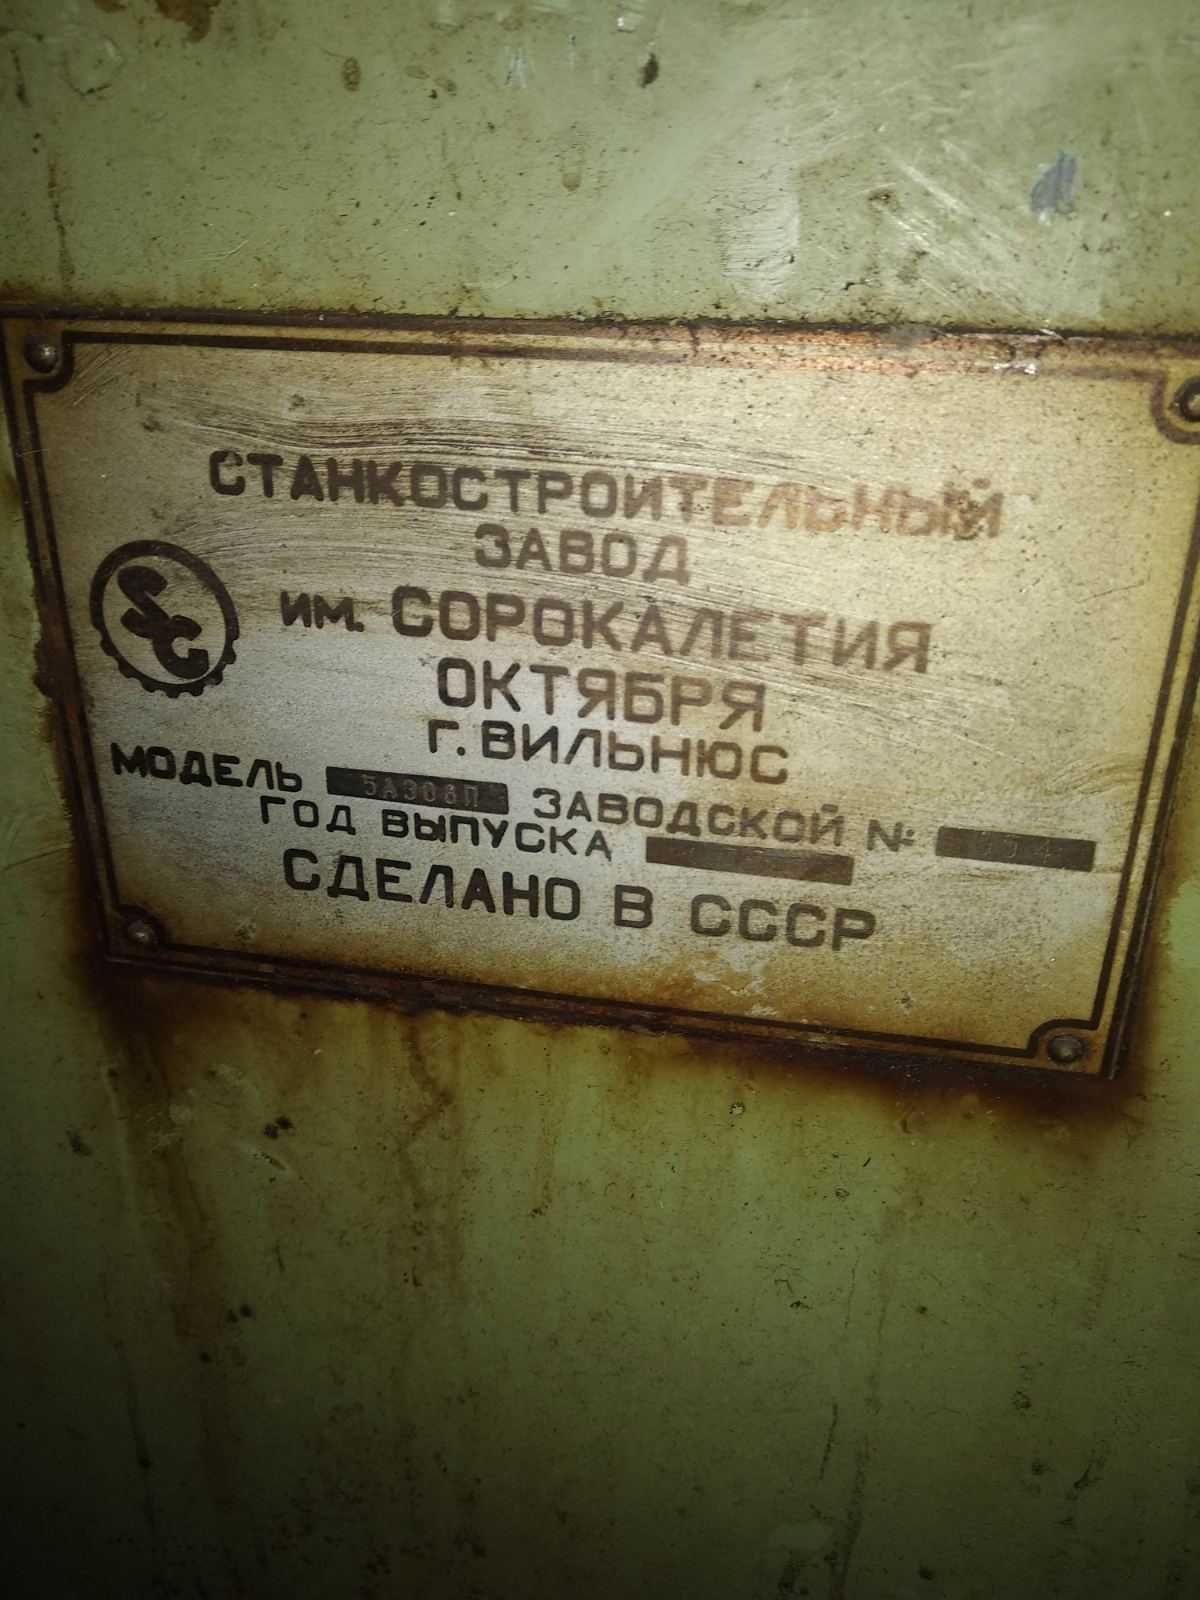 СТАНКОСТРОИТЕЛЬНЫЙ
ЗАВОД
ИМ. СОРОКАЛЕТИЯ
ОКТЯБРЯ
Г. ВИЛЬНЮС
МОДЕЛЬ 5А308П ЗАВОДСКОЙ №
ГОД ВЫПУСКА
СДЕЛАНО В СССР